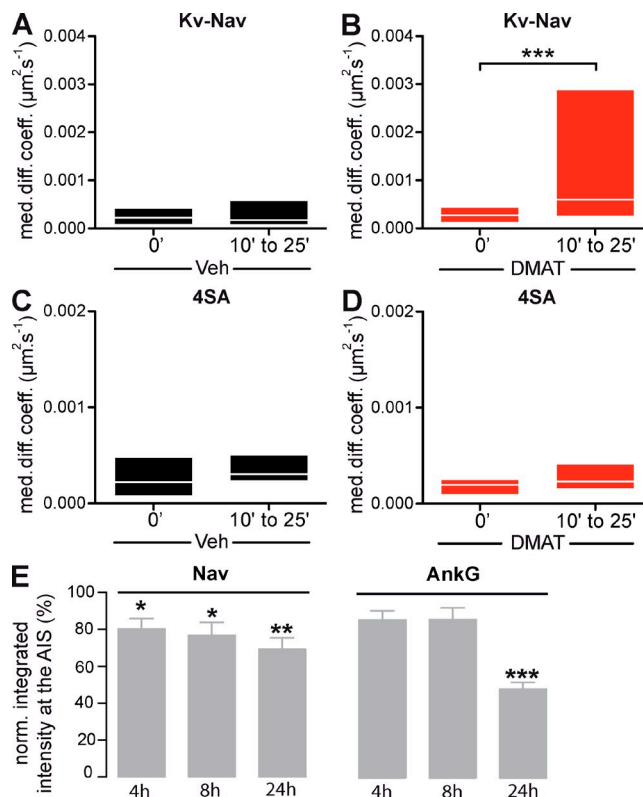 A Kv-Nav
med.diff.coeff. (µm².s⁻¹)
0.004
0.003
0.002
0.001
0.000
0' 10' to 25'
Veh
B Kv-Nav
med.diff.coeff. (µm².s⁻¹)
0.004
0.003
0.002
0.001
0.000
***
0' 10' to 25'
DMAT
C 4SA
med.diff.coeff. (µm².s⁻¹)
0.002
0.001
0.000
0' 10' to 25'
Veh
D 4SA
med.diff.coeff. (µm².s⁻¹)
0.002
0.001
0.000
0' 10' to 25'
DMAT
E Nav AnkG
norm. integrated
intensity at the AIS (%)
100
80
60
40
20
0
* * ** ***
4h 8h 24h 4h 8h 24h